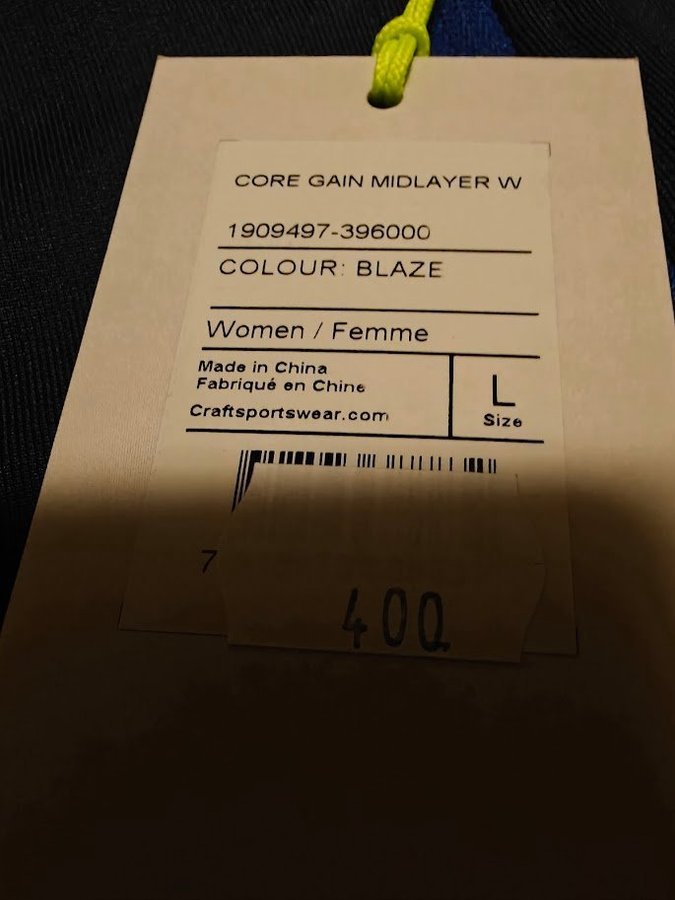 CORE GAIN MIDLAYER W
1909497-396000
COLOUR: BLAZE
Women / Femme
Made in China
Fabriqué en Chine
Craftsportswear.com
L
Size
7
400